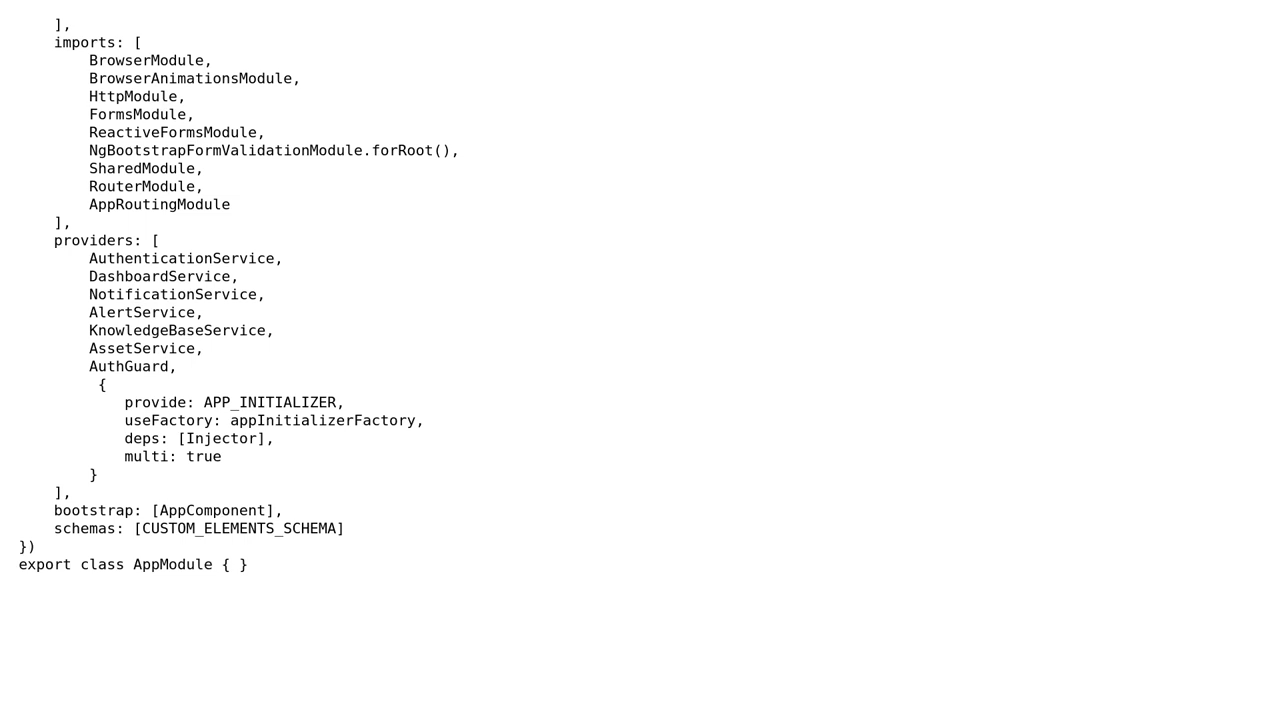 ],
    imports: [
        BrowserModule,
        BrowserAnimationsModule,
        HttpModule,
        FormsModule,
        ReactiveFormsModule,
        NgBootstrapFormValidationModule.forRoot(),
        SharedModule,
        RouterModule,
        AppRoutingModule
    ],
    providers: [
        AuthenticationService,
        DashboardService,
        NotificationService,
        AlertService,
        KnowledgeBaseService,
        AssetService,
        AuthGuard,
         {
            provide: APP_INITIALIZER,
            useFactory: appInitializerFactory,
            deps: [Injector],
            multi: true
        }
    ],
    bootstrap: [AppComponent],
    schemas: [CUSTOM_ELEMENTS_SCHEMA]
})
export class AppModule { }